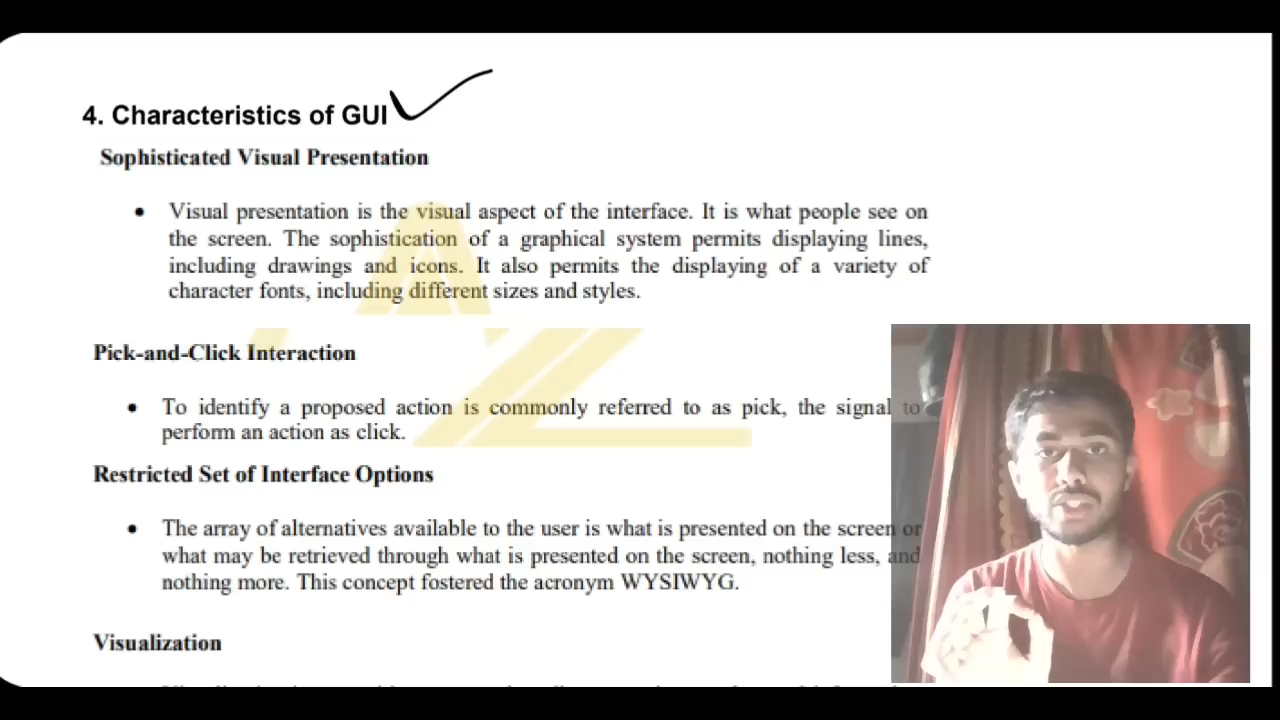 4. Characteristics of GUI
Sophisticated Visual Presentation
• Visual presentation is the visual aspect of the interface. It is what people see on
the screen. The sophistication of a graphical system permits displaying lines,
including drawings and icons. It also permits the displaying of a variety of
character fonts, including different sizes and styles.
Pick-and-Click Interaction
• To identify a proposed action is commonly referred to as pick, the signal to
perform an action as click.
Restricted Set of Interface Options
• The array of alternatives available to the user is what is presented on the screen or
what may be retrieved through what is presented on the screen, nothing less, and
nothing more. This concept fostered the acronym WYSIWYG.
Visualization